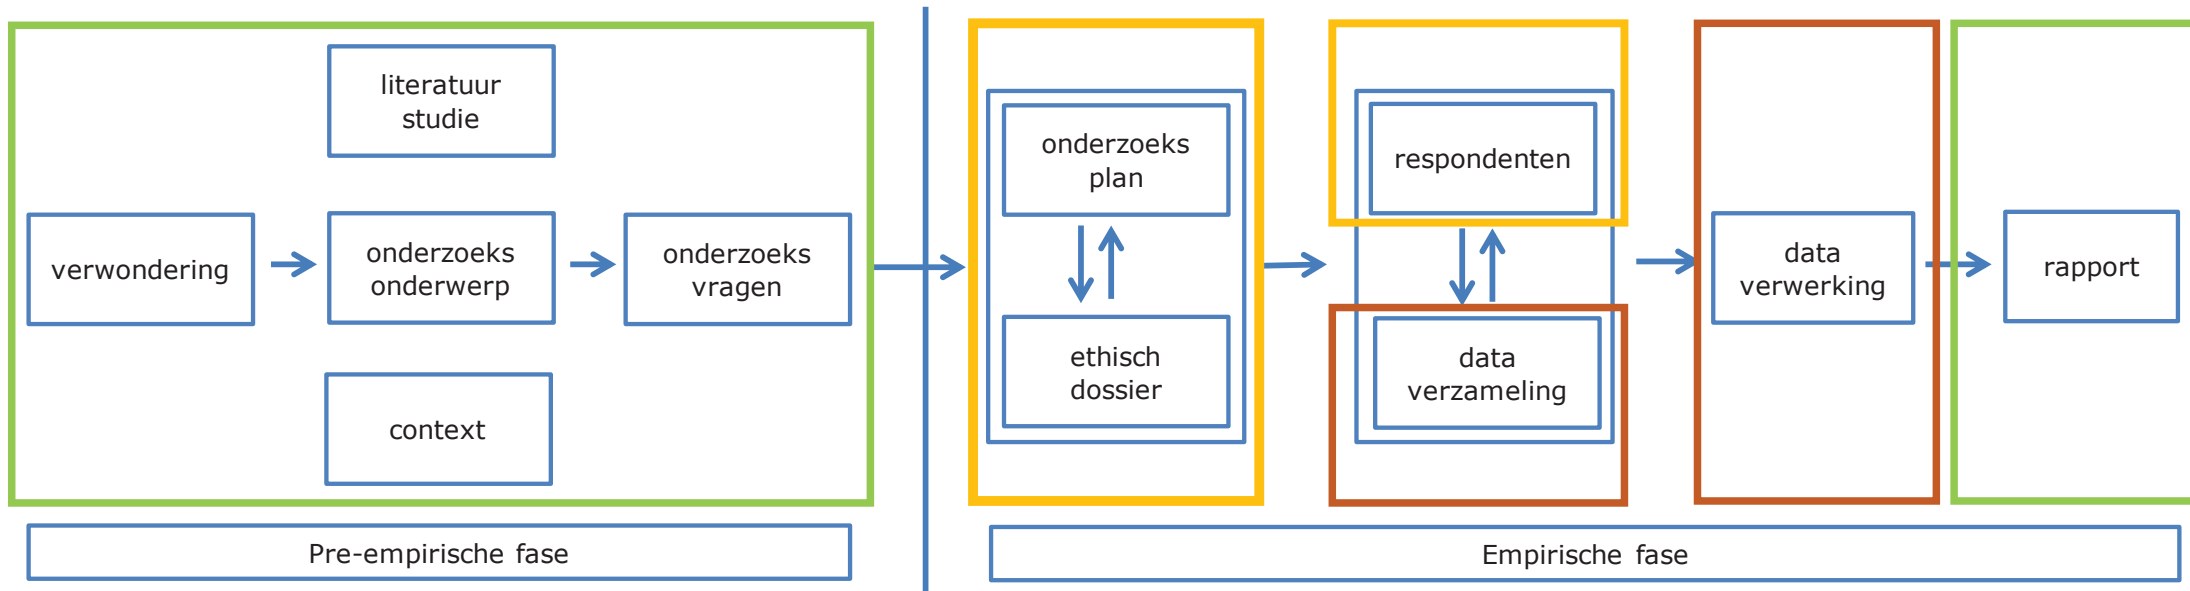 literatuur
studie
verwondering
onderzoeks
onderwerp
onderzoeks
vragen
context
Pre-empirische fase
onderzoeks
plan
ethisch
dossier
respondenten
data
verzameling
data
verwerking
rapport
Empirische fase